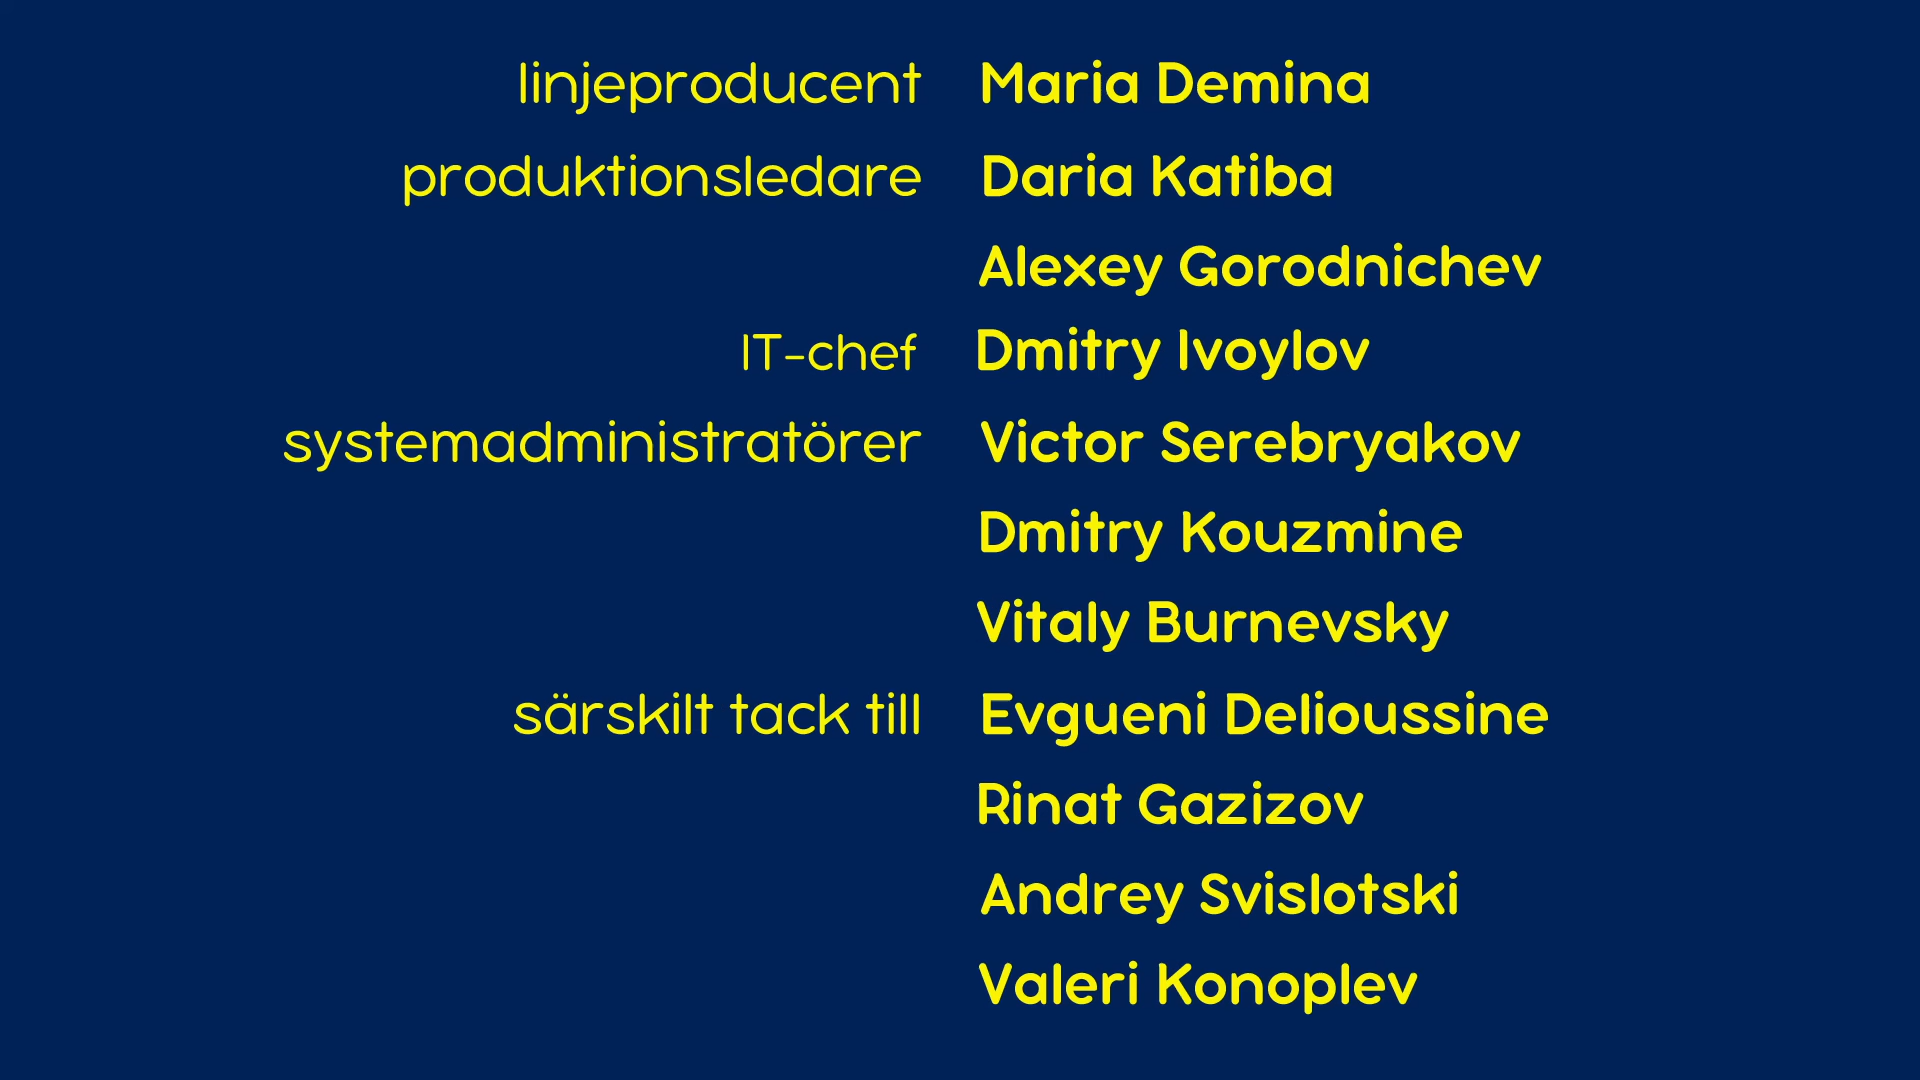 linjeproducent Maria Demina
produktionsledare Daria Katiba
Alexey Gorodnichev
IT-chef Dmitry Ivoylov
systemadministratörer Victor Serebryakov
Dmitry Kouzmine
Vitaly Burnevsky
särskilt tack till Evgueni Delioussine
Rinat Gazizov
Andrey Svislotski
Valeri Konoplev